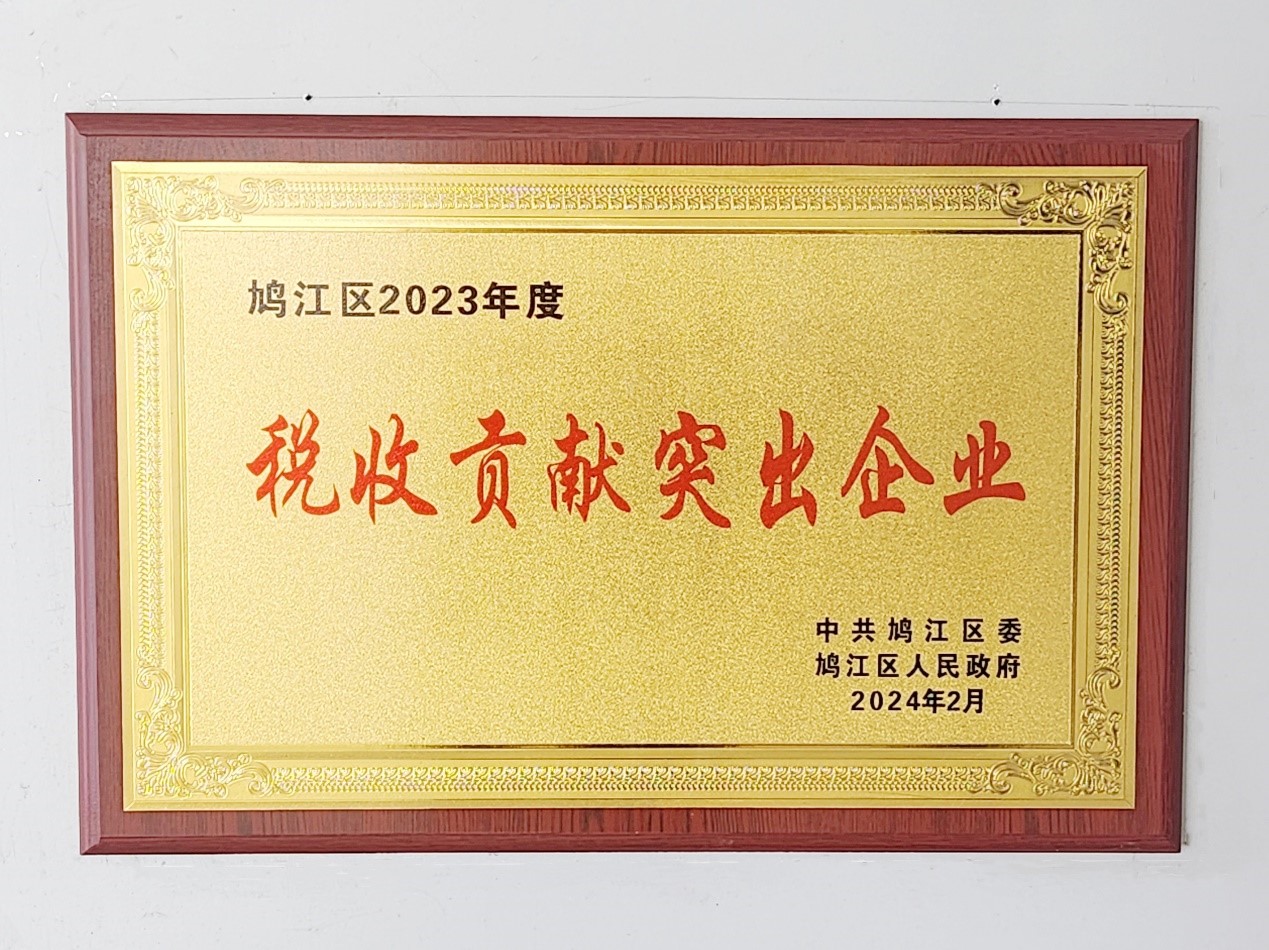 鸠江区2023年度
税收贡献突出企业
中共鸠江区委
鸠江区人民政府
2024年2月